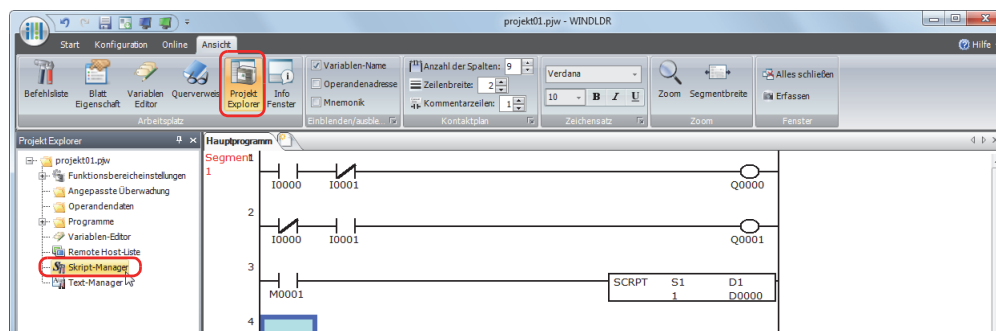 projekt01.pjw - WINDLDR
Start Konfiguration Online Ansicht Hilfe
Befehlsliste
Blatt Eigenschaft
Variablen Editor
Querverweis
Projekt Explorer
Info Fenster
Arbeitsplatz
Variablen-Name
Operandenadresse
Mnemonik
Einblenden/ausble...
Anzahl der Spalten: 9
Zeilenbreite: 2
Kommentarzeilen: 1
Kontaktplan
Verdana
10 B I U
Zeichensatz
Zoom Segmentbreite
Zoom
Alles schließen
Erfassen
Fenster
Projekt Explorer
projekt01.pjw
Funktionsbereicheinstellungen
Angepasste Überwachung
Operandendaten
Programme
Variablen-Editor
Remote Host-Liste
Skript-Manager
Text-Manager
Hauptprogramm
Segment 1
1
I0000 I0001 Q0000
2
I0000 I0001 Q0001
3
M0001
SCRPT S1 D1
1 D0000
4